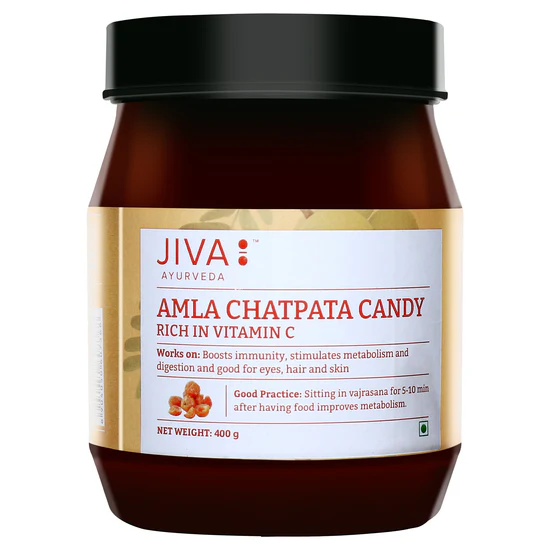 JIVA™
AYURVEDA
AMLA CHATPATA CANDY
RICH IN VITAMIN C
Works on: Boosts immunity, stimulates metabolism and
digestion and good for eyes, hair and skin
Good Practice: Sitting in vajrasana for 5-10 min
after having food improves metabolism.
NET WEIGHT: 400 g